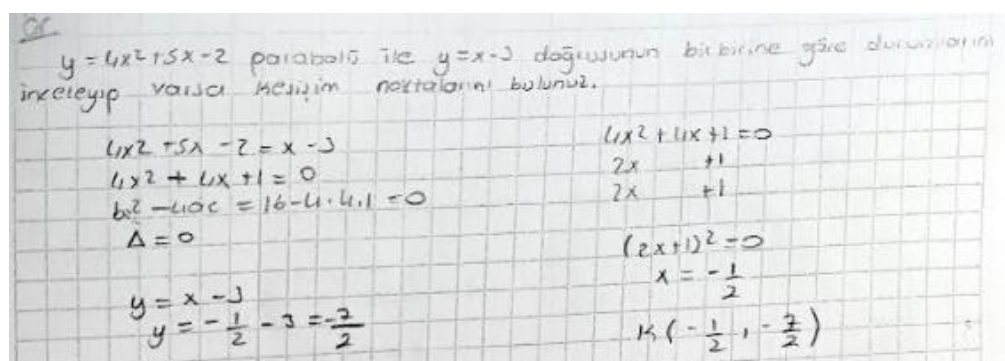 Ör
y = 4x2+5x-2 parabolü ile y=x-3 doğrusunun birbirine göre durumlarını
inceleyip varsa kesişim noktalarını bulunuz.
4x2 +5x -2 = x -3
4x2 + 4x +1 = 0
b2 -4ac = 16-4.4.1 =0
Δ = 0
y = x -3
y = - 1/2 - 3 = -7/2
4x2 + 4x +1 =0
2x +1
2x +1
(2x+1)2 =0
x = - 1/2
K ( - 1/2 , - 7/2 )